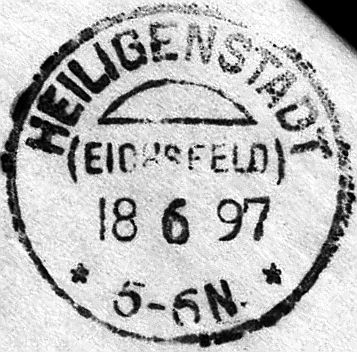 HEILIGENSTADT
(EICHSFELD)
18 6 97
* 5-6N. *